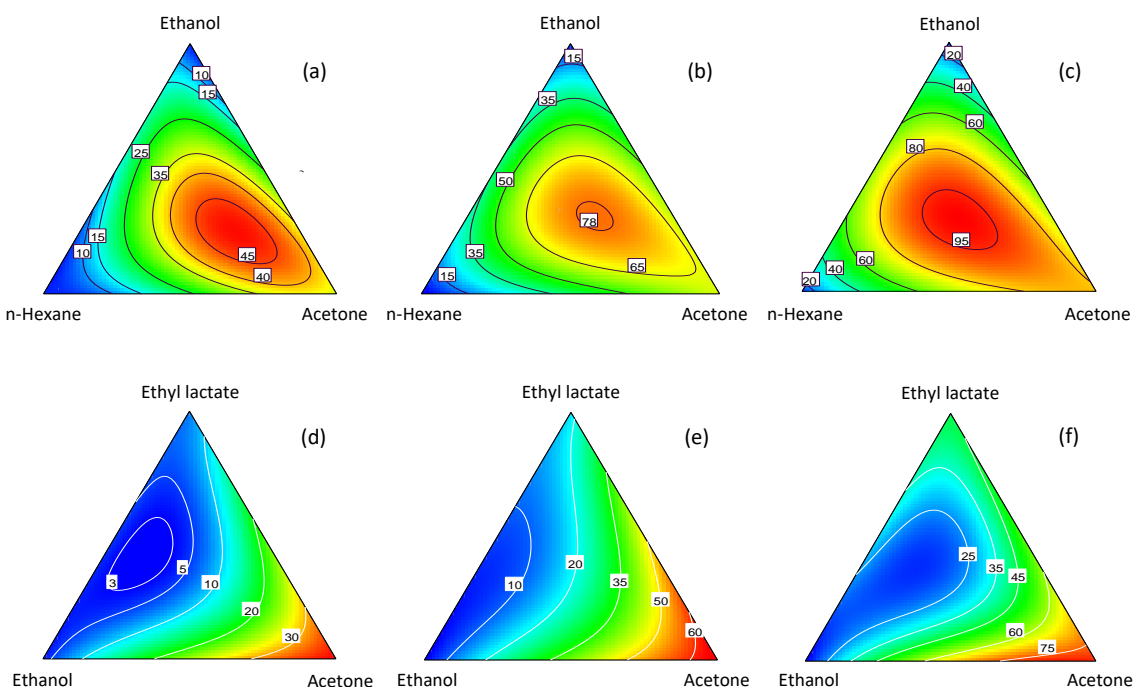 Ethanol
Ethanol
Ethanol
(a)
(b)
(c)
10
15
25
35
15
10
45
40
15
35
50
35
15
78
65
20
40
60
80
95
60
40
20
n-Hexane
Acetone
n-Hexane
Acetone
n-Hexane
Acetone
Ethyl lactate
Ethyl lactate
Ethyl lactate
(d)
(e)
(f)
3
5
10
20
30
10
20
35
50
60
25
35
45
60
75
Ethanol
Acetone
Ethanol
Acetone
Ethanol
Acetone